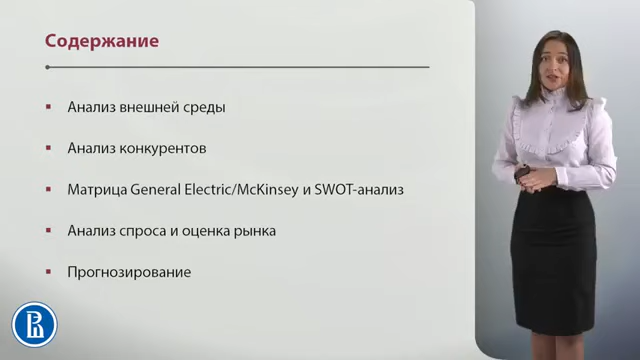 Содержание
Анализ внешней среды
Анализ конкурентов
Матрица General Electric/McKinsey и SWOT-анализ
Анализ спроса и оценка рынка
Прогнозирование